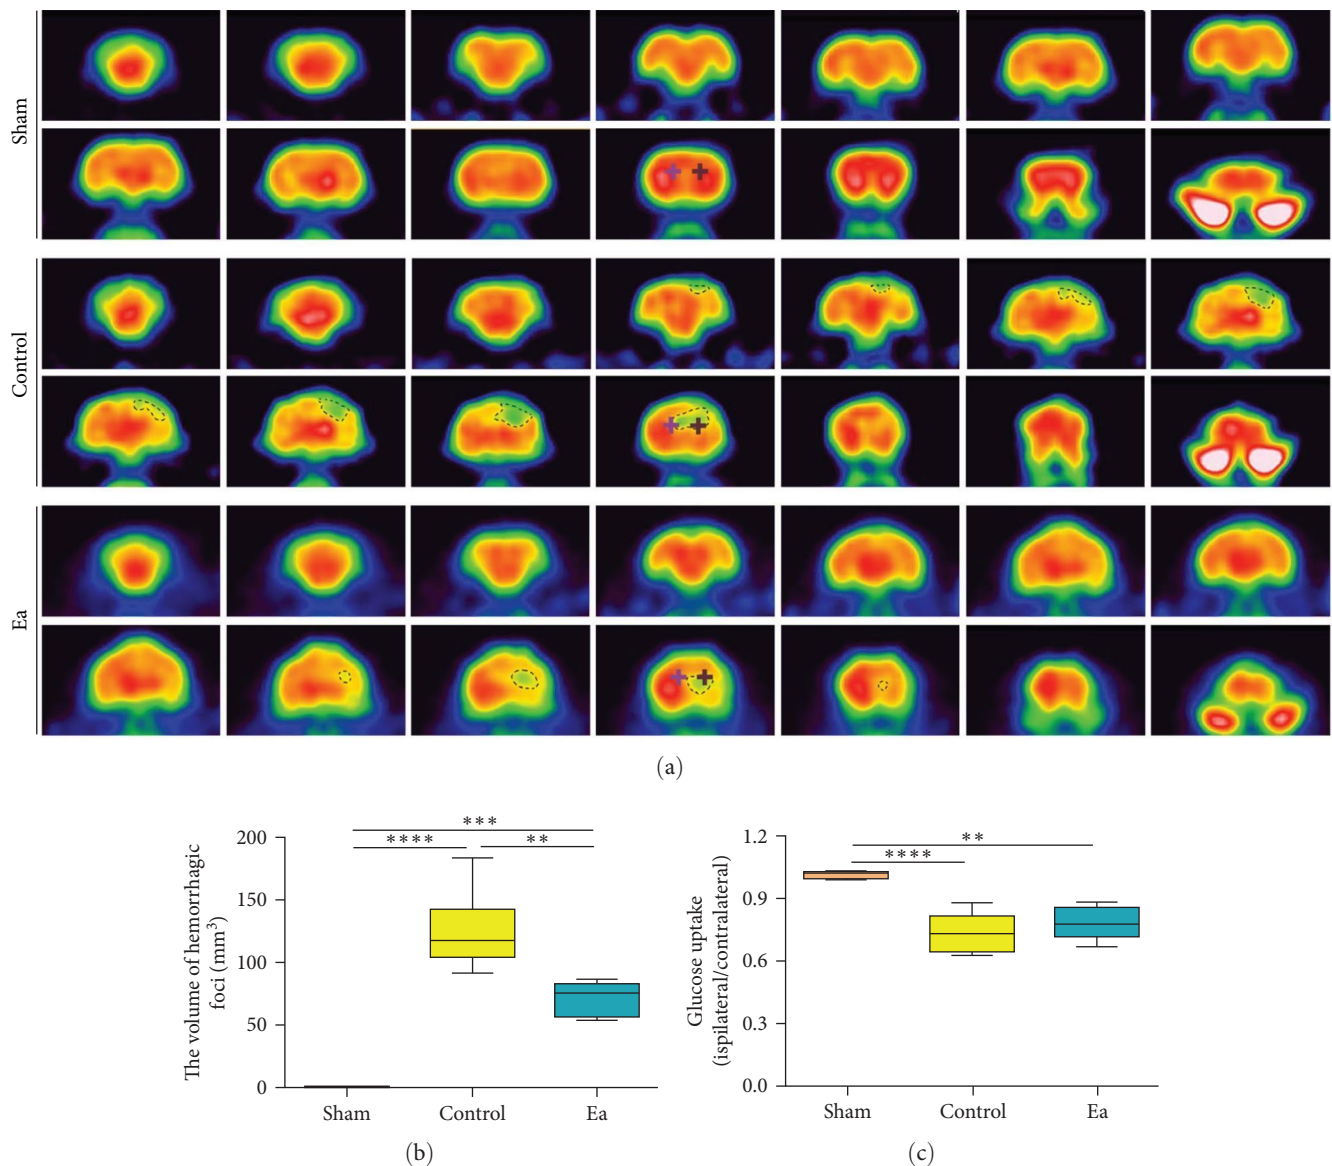 Sham
Control
Ea
(a)
The volume of hemorrhagic
foci (mm³)
200
150
100
50
0
***
****
**
Sham
Control
Ea
(b)
Glucose uptake
(ispilateral/contralateral)
1.2
0.9
0.6
0.3
0.0
**
****
Sham
Control
Ea
(c)